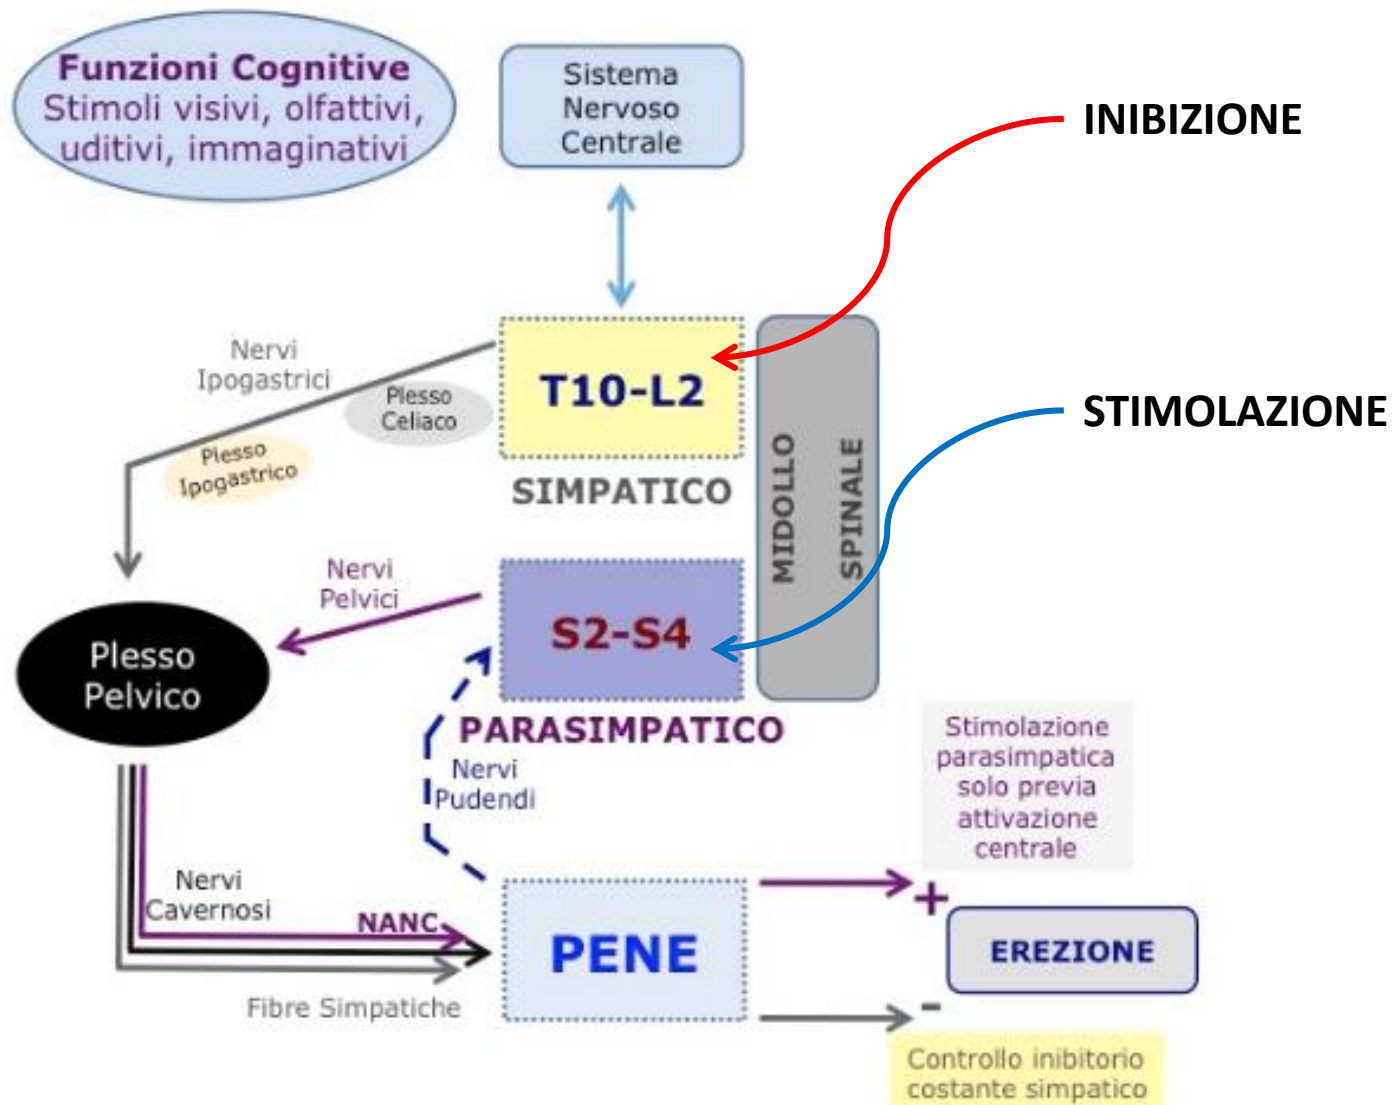 Funzioni Cognitive
Stimoli visivi, olfattivi,
uditivi, immaginativi
Sistema
Nervoso
Centrale
INIBIZIONE
Nervi
Ipogastrici
Plesso
Celiaco
Plesso
Ipogastrico
T10-L2
SIMPATICO
MIDOLLO
SPINALE
STIMOLAZIONE
Nervi
Pelvici
S2-S4
PARASIMPATICO
Plesso
Pelvico
Nervi
Pudendi
Stimolazione
parasimpatica
solo previa
attivazione
centrale
Nervi
Cavernosi
NANC
Fibre Simpatiche
PENE
+
EREZIONE
-
Controllo inibitorio
costante simpatico